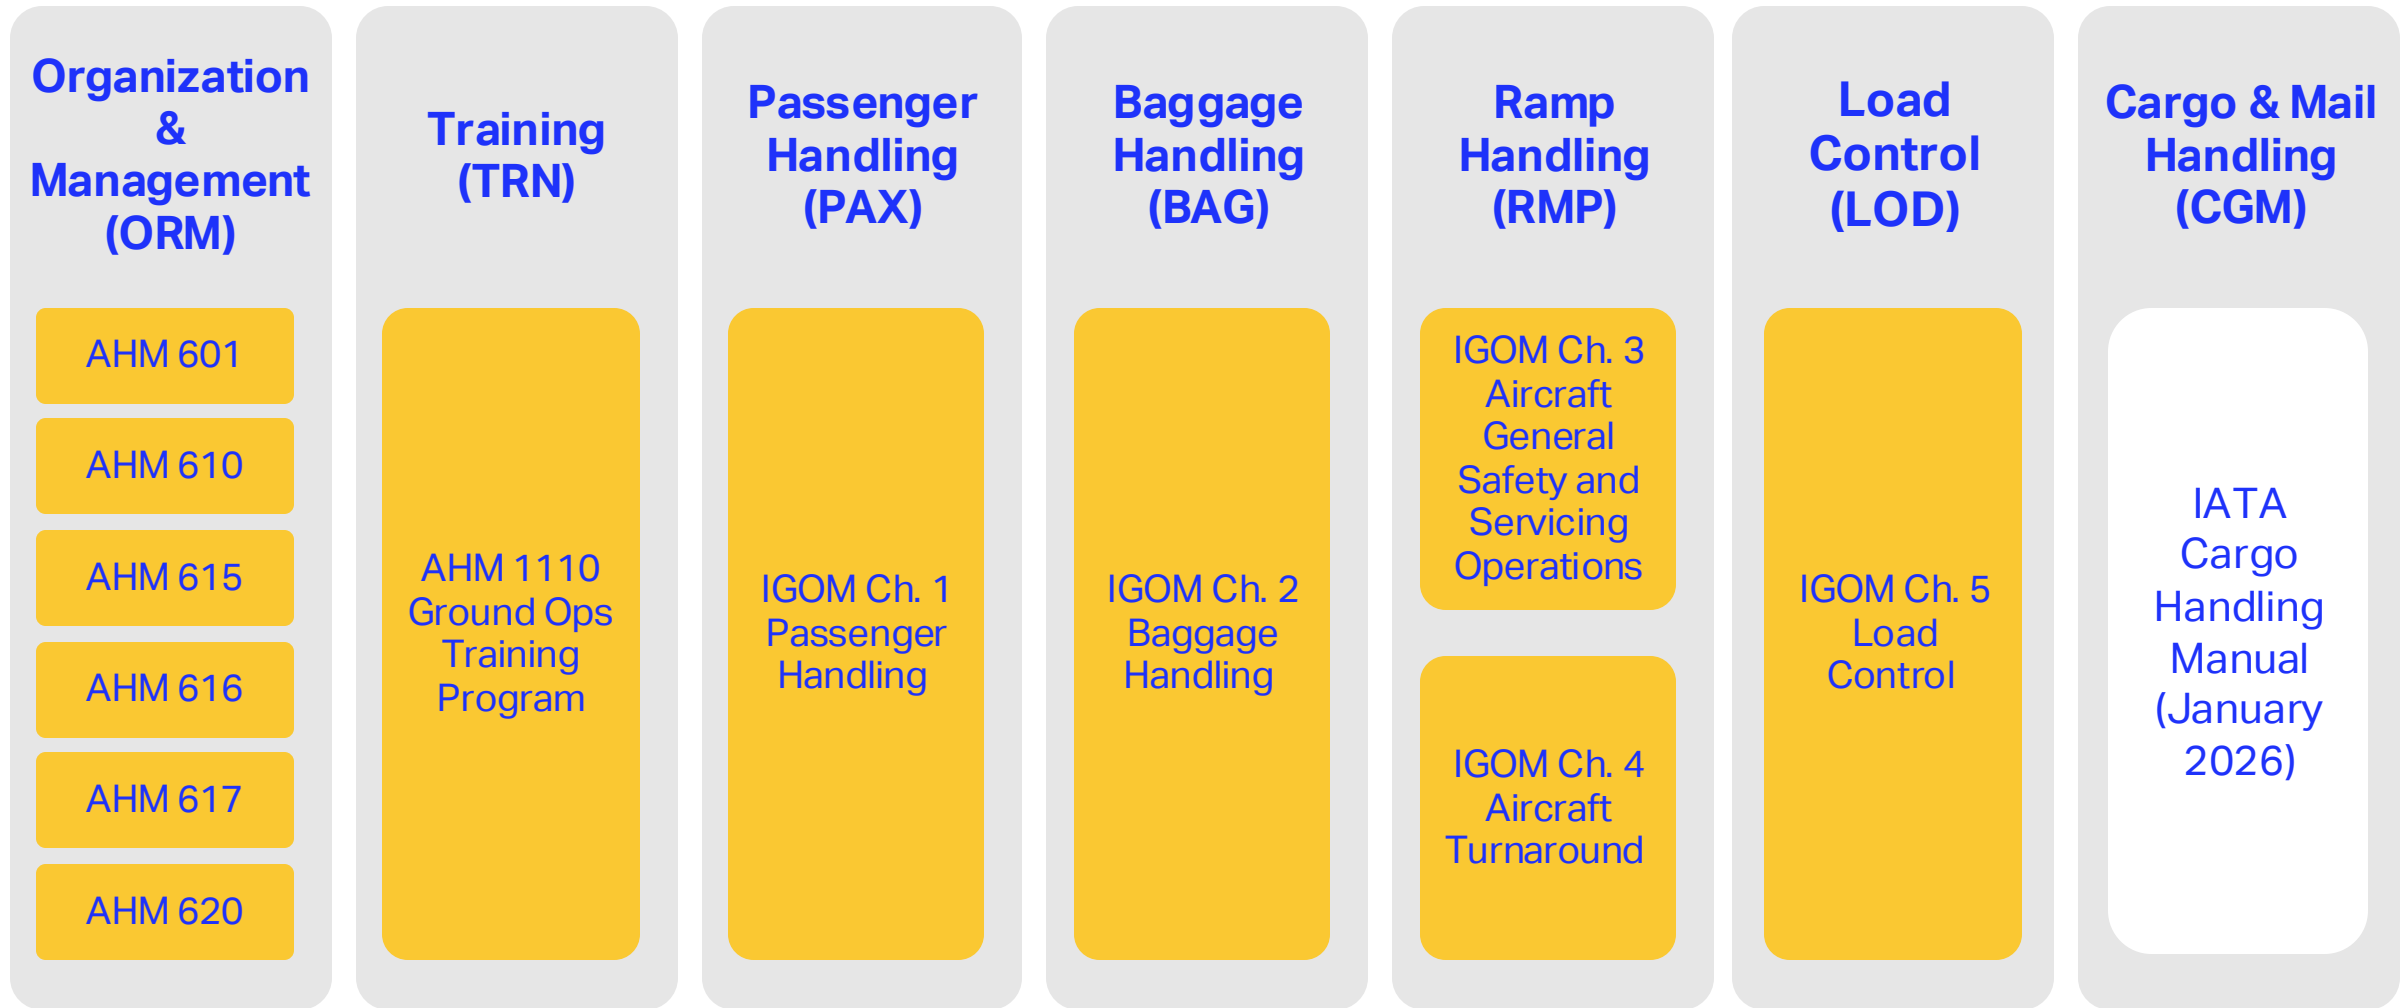 Organization
&
Management
(ORM)
AHM 601
AHM 610
AHM 615
AHM 616
AHM 617
AHM 620
Training
(TRN)
AHM 1110
Ground Ops
Training
Program
Passenger
Handling
(PAX)
IGOM Ch. 1
Passenger
Handling
Baggage
Handling
(BAG)
IGOM Ch. 2
Baggage
Handling
Ramp
Handling
(RMP)
IGOM Ch. 3
Aircraft
General
Safety and
Servicing
Operations
IGOM Ch. 4
Aircraft
Turnaround
Load
Control
(LOD)
IGOM Ch. 5
Load
Control
Cargo & Mail
Handling
(CGM)
IATA
Cargo
Handling
Manual
(January
2026)